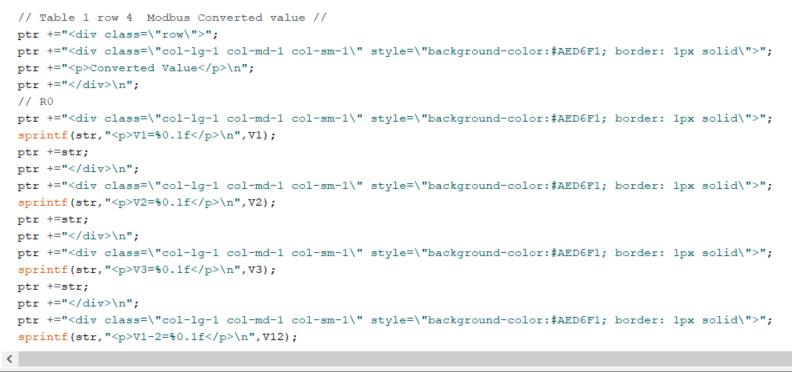 // Table 1 row 4  Modbus Converted value //
ptr +="<div class=\"row\">";
ptr +="<div class=\"col-lg-1 col-md-1 col-sm-1\" style=\"background-color:#AED6F1; border: 1px solid\">";
ptr +="<p>Converted Value</p>\n";
ptr +="</div>\n";
// R0
ptr +="<div class=\"col-lg-1 col-md-1 col-sm-1\" style=\"background-color:#AED6F1; border: 1px solid\">";
sprintf(str,"<p>V1=%0.1f</p>\n",V1);
ptr +=str;
ptr +="</div>\n";
ptr +="<div class=\"col-lg-1 col-md-1 col-sm-1\" style=\"background-color:#AED6F1; border: 1px solid\">";
sprintf(str,"<p>V2=%0.1f</p>\n",V2);
ptr +=str;
ptr +="</div>\n";
ptr +="<div class=\"col-lg-1 col-md-1 col-sm-1\" style=\"background-color:#AED6F1; border: 1px solid\">";
sprintf(str,"<p>V3=%0.1f</p>\n",V3);
ptr +=str;
ptr +="</div>\n";
ptr +="<div class=\"col-lg-1 col-md-1 col-sm-1\" style=\"background-color:#AED6F1; border: 1px solid\">";
sprintf(str,"<p>V1-2=%0.1f</p>\n",V12);